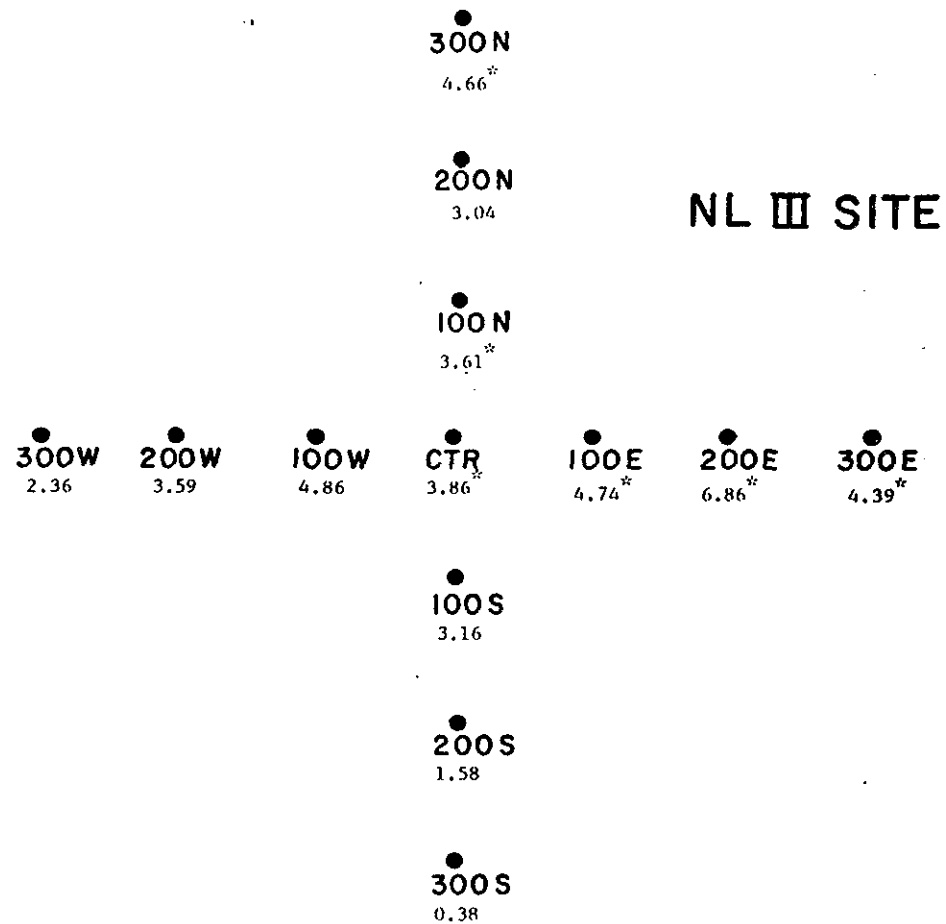 300N
4.66*
200N
3.04
NL III SITE
100N
3.61*
300W 200W 100W CTR 100E 200E 300E
2.36 3.59 4.86 3.86* 4.74* 6.86* 4.39*
100S
3.16
200S
1.58
300S
0.38